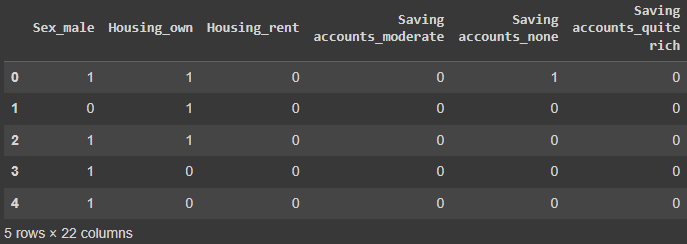 Saving Saving Saving
Sex_male Housing_own Housing_rent accounts_moderate accounts_none accounts_quite
rich
0 1 1 0 0 1 0
1 0 1 0 0 0 0
2 1 1 0 0 0 0
3 1 0 0 0 0 0
4 1 0 0 0 0 0
5 rows × 22 columns